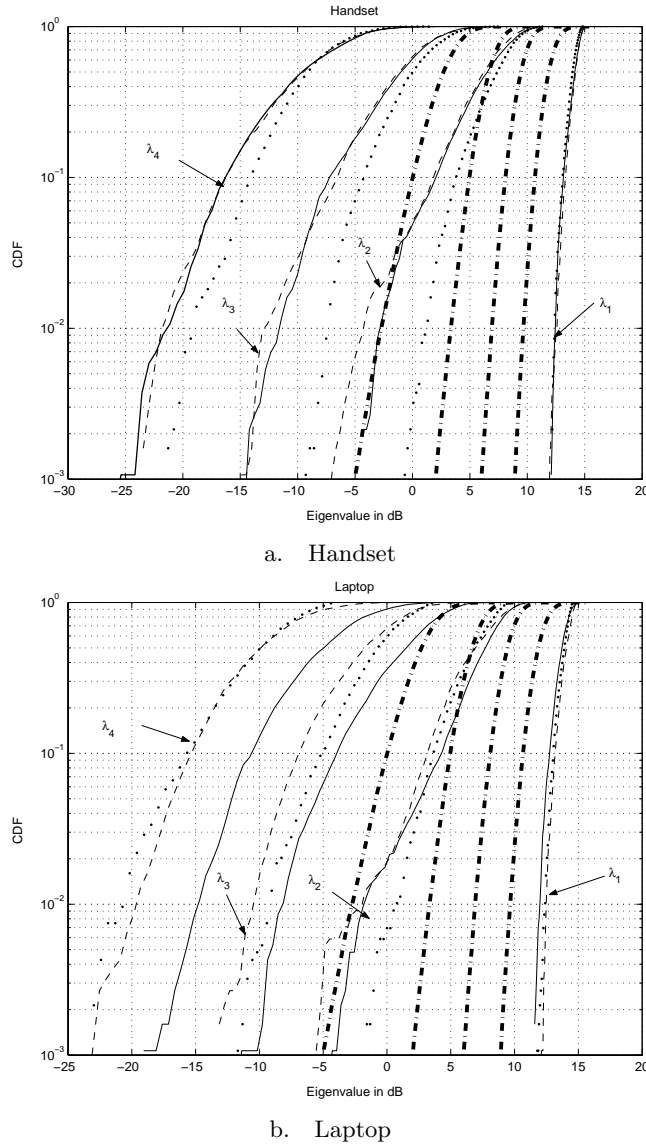 Handset
10^0
10^-1
10^-2
10^-3
CDF
λ4
λ3
λ2
λ1
−30 −25 −20 −15 −10 −5 0 5 10 15 20
Eigenvalue in dB
a. Handset
Laptop
10^0
10^-1
10^-2
10^-3
CDF
λ4
λ3
λ2
λ1
−25 −20 −15 −10 −5 0 5 10 15 20
Eigenvalue in dB
b. Laptop